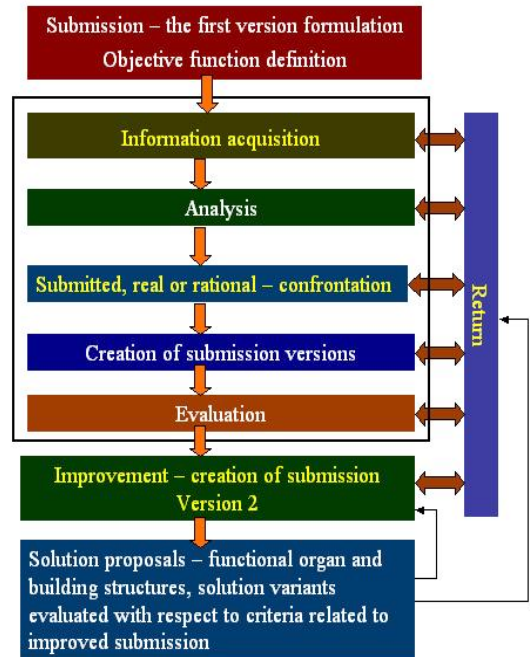 Submission – the first version formulation
Objective function definition
Information acquisition
Analysis
Submitted, real or rational – confrontation
Creation of submission versions
Evaluation
Improvement – creation of submission
Version 2
Solution proposals – functional organ and
building structures, solution variants
evaluated with respect to criteria related to
improved submission
Return